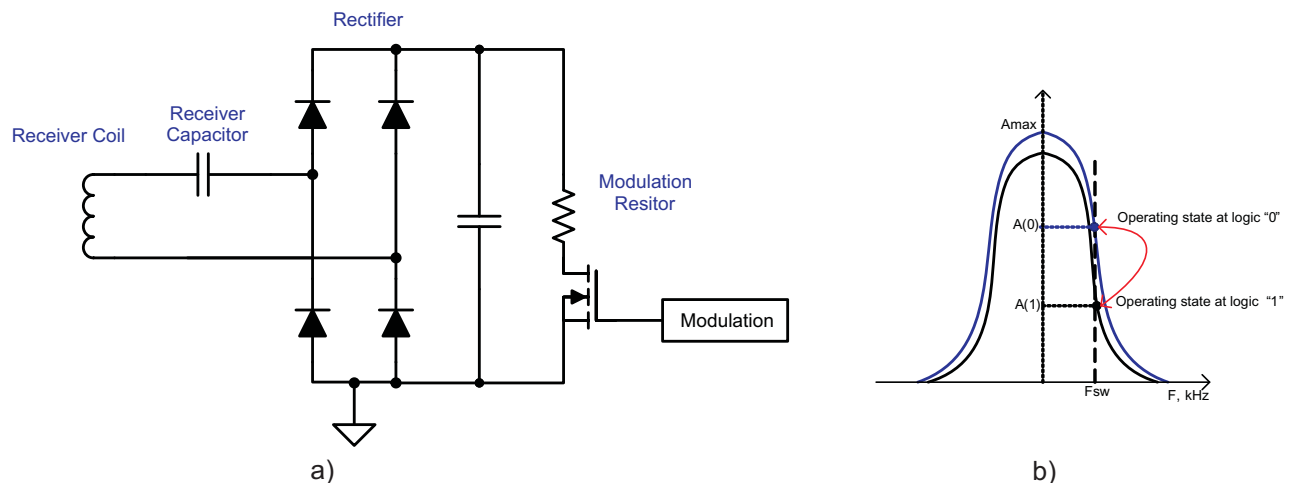 Rectifier
Receiver Coil
Receiver
Capacitor
Modulation
Resitor
Modulation
a)
Amax
A(0)
Operating state at logic “0”
A(1)
Operating state at logic “1”
Fsw
F, kHz
b)